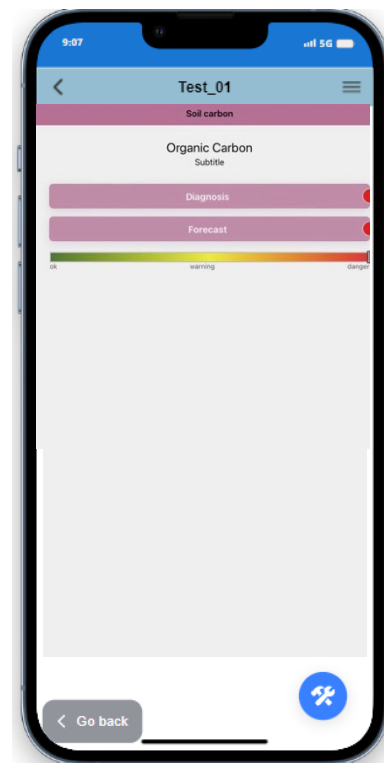 9:07
5G
Test_01
Soil carbon
Organic Carbon
Subtitle
Diagnosis
Forecast
ok warning danger
Go back